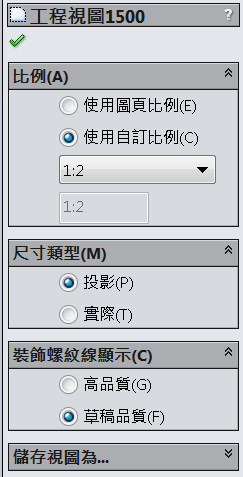 工程視圖1500 ?
比例(A)
使用圖頁比例(E)
使用自訂比例(C)
1:2
1:2
尺寸類型(M)
投影(P)
實際(T)
裝飾螺紋線顯示(C)
高品質(G)
草稿品質(F)
儲存視圖為...